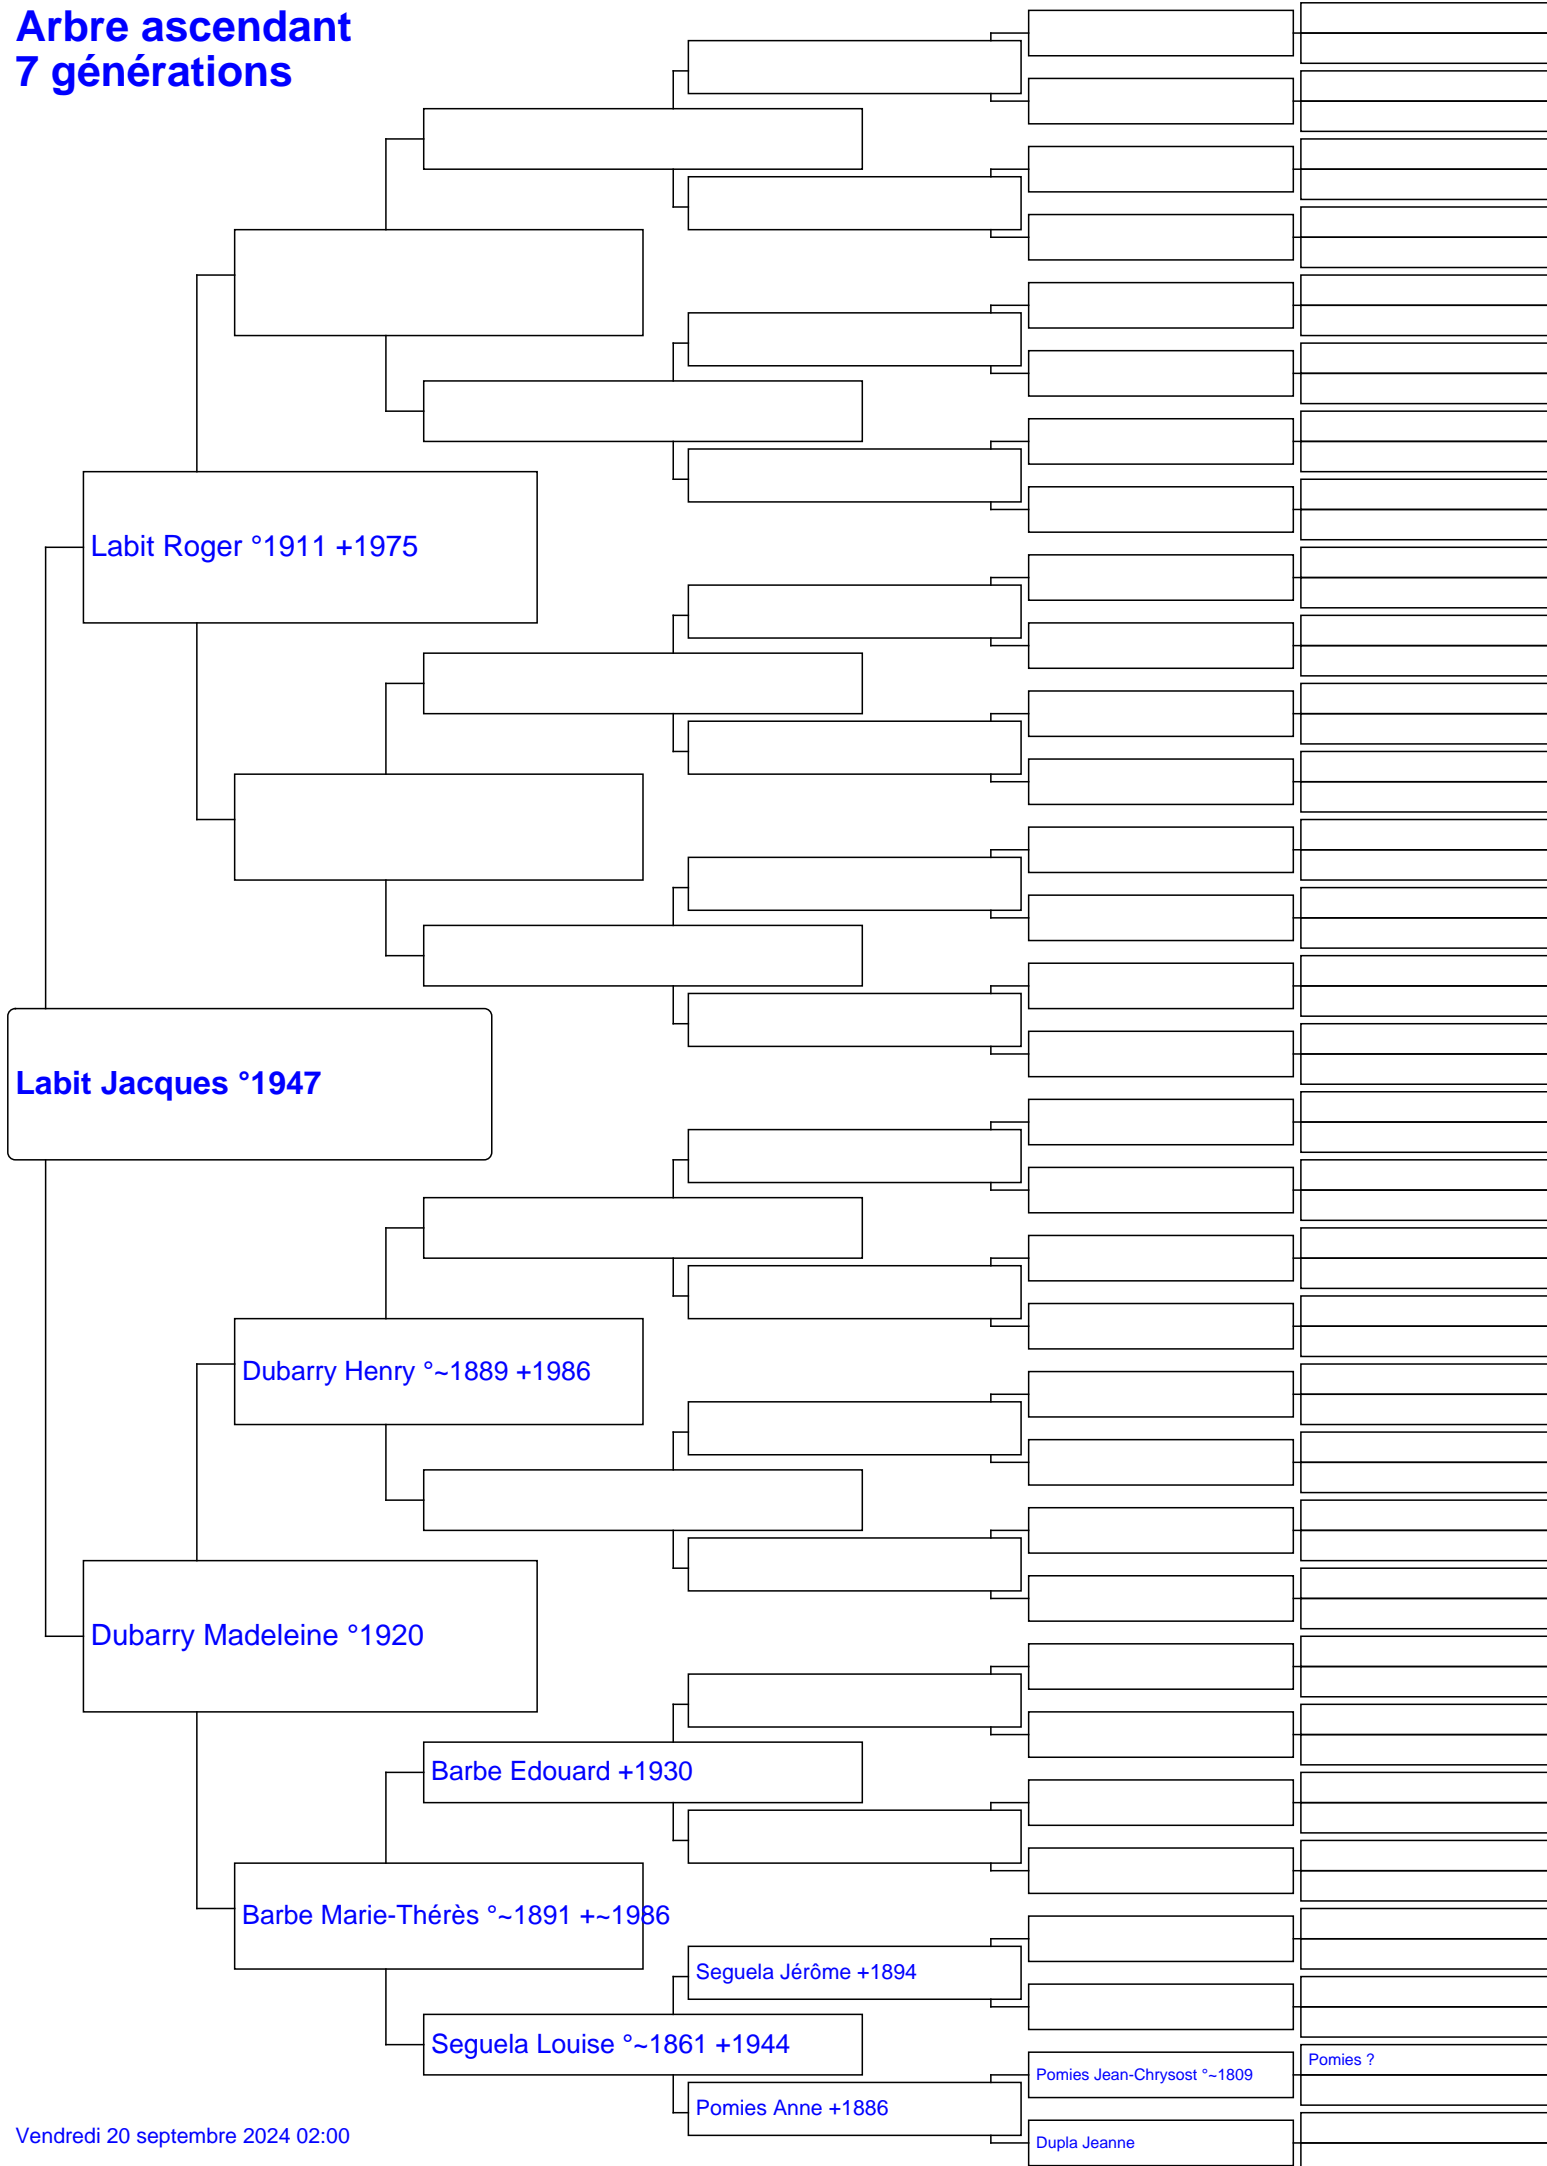 Arbre ascendant
7 générations
Labit Roger °1911 +1975
Labit Jacques °1947
Dubarry Henry °~1889 +1986
Dubarry Madeleine °1920
Barbe Edouard +1930
Barbe Marie-Thérès °~1891 +~1986
Seguela Jérôme +1894
Seguela Louise °~1861 +1944
Pomies ?
Pomies Jean-Chrysost °~1809
Pomies Anne +1886
Dupla Jeanne
Vendredi 20 septembre 2024 02:00